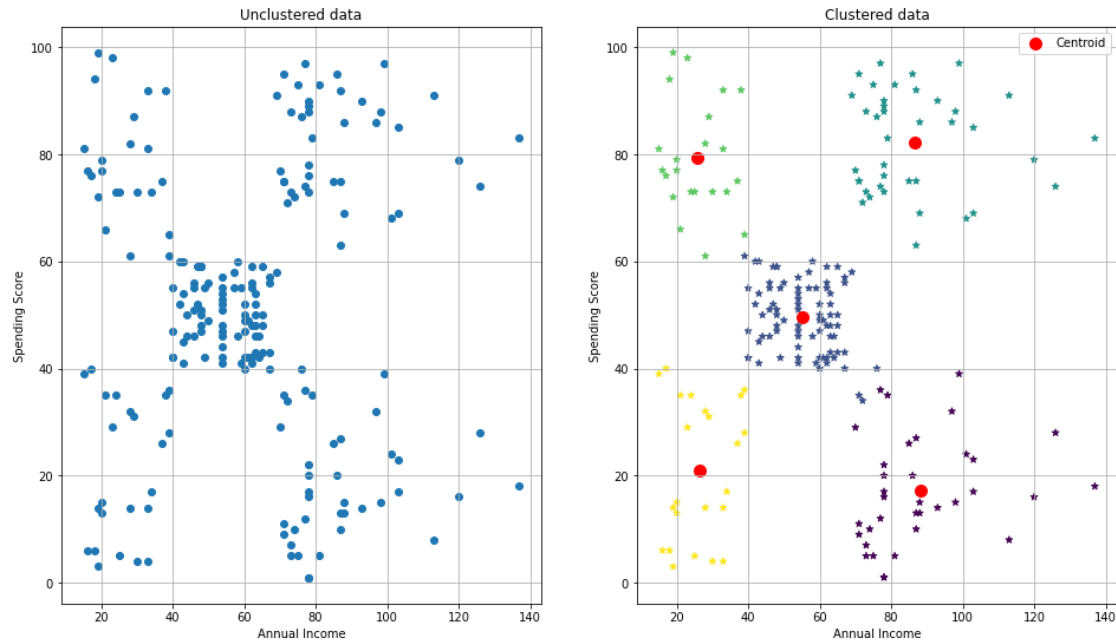 Unclustered data
100
80
60
40
20
0
Spending Score
20 40 60 80 100 120 140
Annual Income
Clustered data
Centroid
100
80
60
40
20
0
Spending Score
20 40 60 80 100 120 140
Annual Income